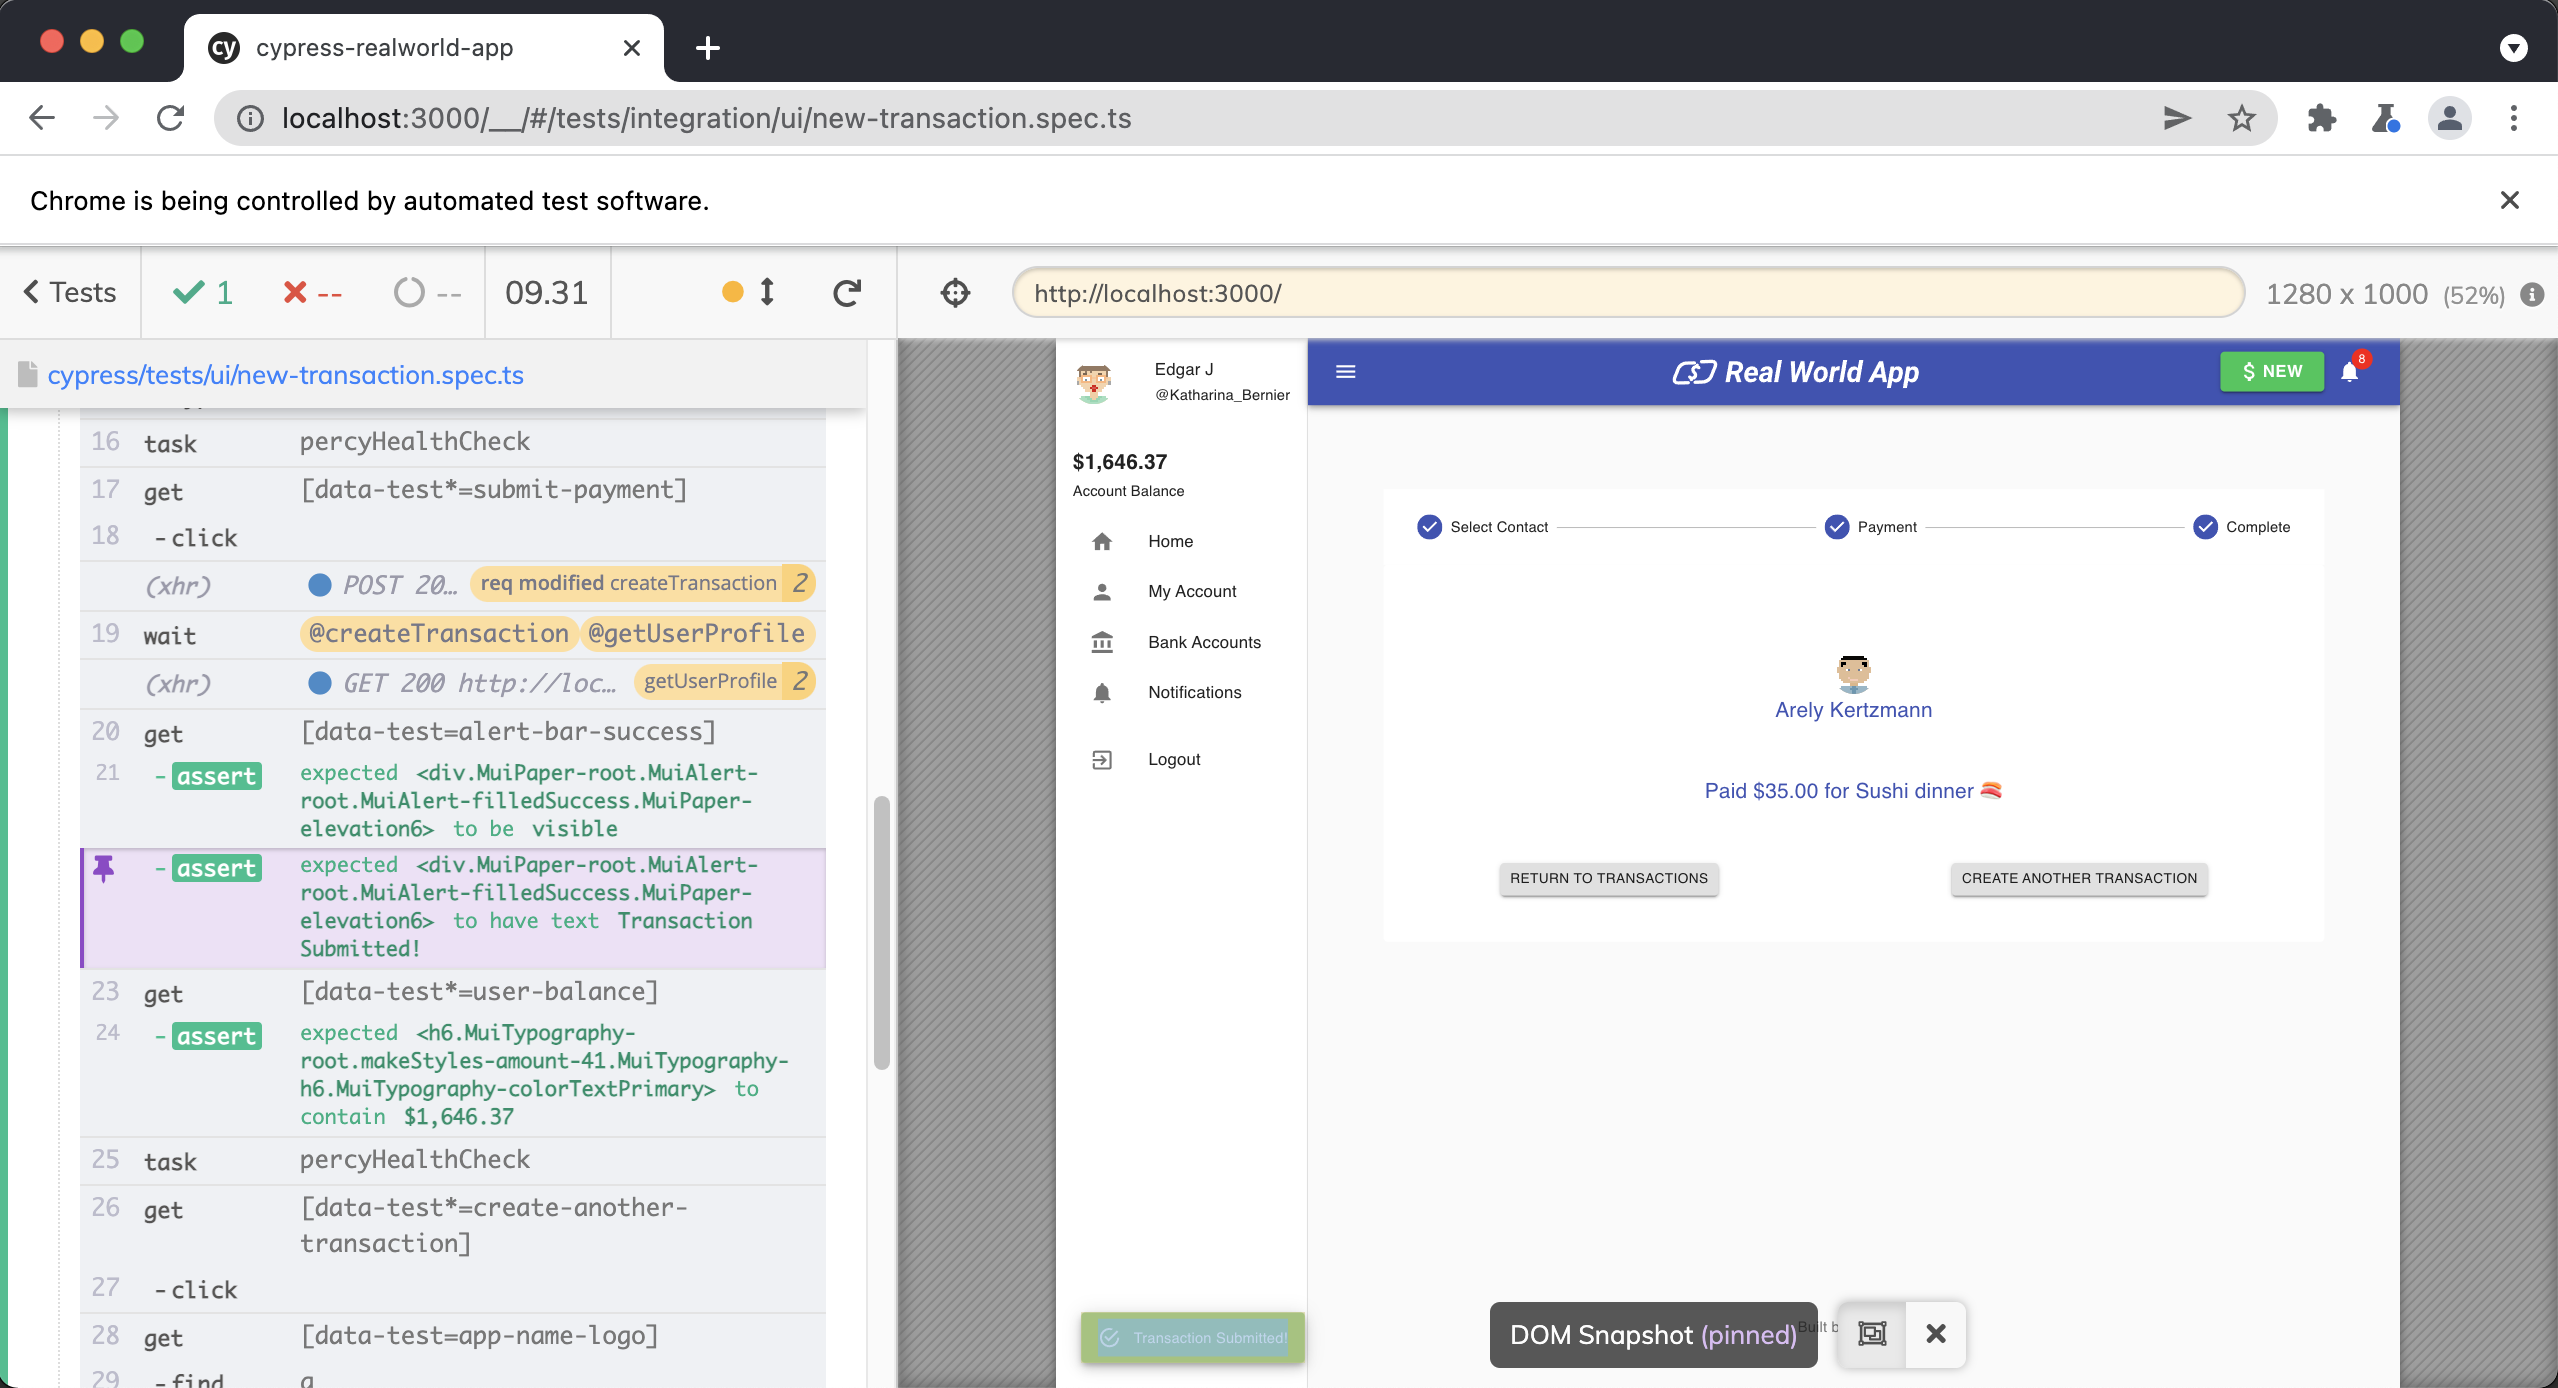 cy cypress-realworld-app
localhost:3000/__/#/tests/integration/ui/new-transaction.spec.ts
Chrome is being controlled by automated test software.
Tests 1 -- -- 09.31
http://localhost:3000/ 1280 x 1000 (52%)
cypress/tests/ui/new-transaction.spec.ts
16 task percyHealthCheck
17 get [data-test*=submit-payment]
18 -click
(xhr) POST 20… req modified createTransaction 2
19 wait @createTransaction @getUserProfile
(xhr) GET 200 http://loc… getUserProfile 2
20 get [data-test=alert-bar-success]
21 -assert expected <div.MuiPaper-root.MuiAlert-
root.MuiAlert-filledSuccess.MuiPaper-
elevation6> to be visible
-assert expected <div.MuiPaper-root.MuiAlert-
root.MuiAlert-filledSuccess.MuiPaper-
elevation6> to have text Transaction
Submitted!
23 get [data-test*=user-balance]
24 -assert expected <h6.MuiTypography-
root.makeStyles-amount-41.MuiTypography-
h6.MuiTypography-colorTextPrimary> to
contain $1,646.37
25 task percyHealthCheck
26 get [data-test*=create-another-
transaction]
27 -click
28 get [data-test=app-name-logo]
29 -find a
Edgar J
@Katharina_Bernier
$1,646.37
Account Balance
Home
My Account
Bank Accounts
Notifications
Logout
Real World App
$ NEW
8
Select Contact Payment Complete
Arely Kertzmann
Paid $35.00 for Sushi dinner 🍣
RETURN TO TRANSACTIONS CREATE ANOTHER TRANSACTION
Transaction Submitted!
DOM Snapshot (pinned)
Built b